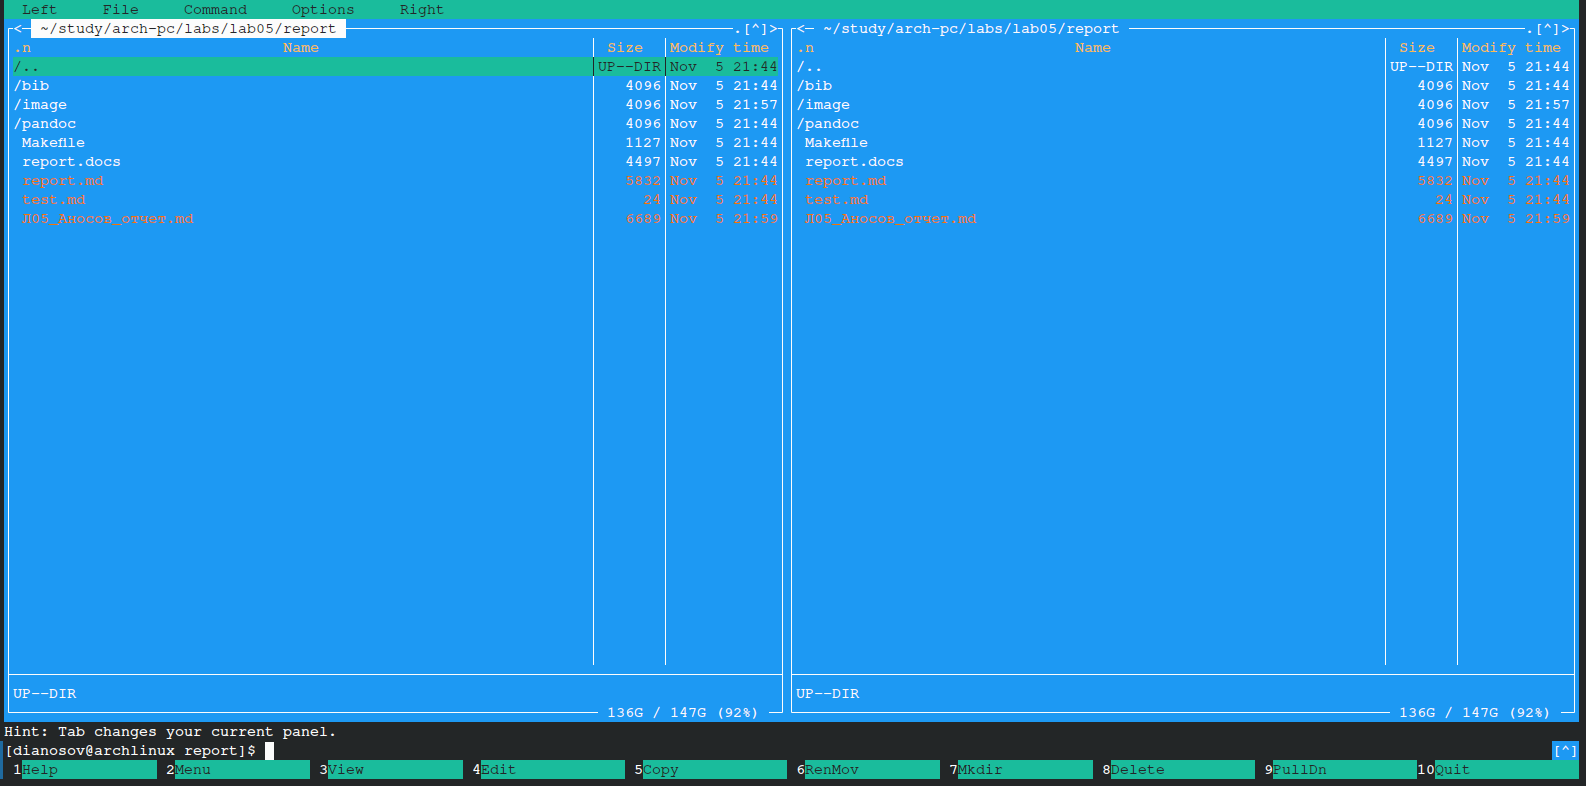 Left File Command Options Right
<─ ~/study/arch-pc/labs/lab05/report .[^]> <─ ~/study/arch-pc/labs/lab05/report .[^]>
.n Name Size Modify time .n Name Size Modify time
/.. UP--DIR Nov 5 21:44 /.. UP--DIR Nov 5 21:44
/bib 4096 Nov 5 21:44 /bib 4096 Nov 5 21:44
/image 4096 Nov 5 21:57 /image 4096 Nov 5 21:57
/pandoc 4096 Nov 5 21:44 /pandoc 4096 Nov 5 21:44
Makefile 1127 Nov 5 21:44 Makefile 1127 Nov 5 21:44
report.docs 4497 Nov 5 21:44 report.docs 4497 Nov 5 21:44
report.md 5832 Nov 5 21:44 report.md 5832 Nov 5 21:44
test.md 24 Nov 5 21:44 test.md 24 Nov 5 21:44
Л05_Аносов_отчет.md 6689 Nov 5 21:59 Л05_Аносов_отчет.md 6689 Nov 5 21:59
UP--DIR UP--DIR
136G / 147G (92%) 136G / 147G (92%)
Hint: Tab changes your current panel.
[dianosov@archlinux report]$ [^]
1Help 2Menu 3View 4Edit 5Copy 6RenMov 7Mkdir 8Delete 9PullDn 10Quit